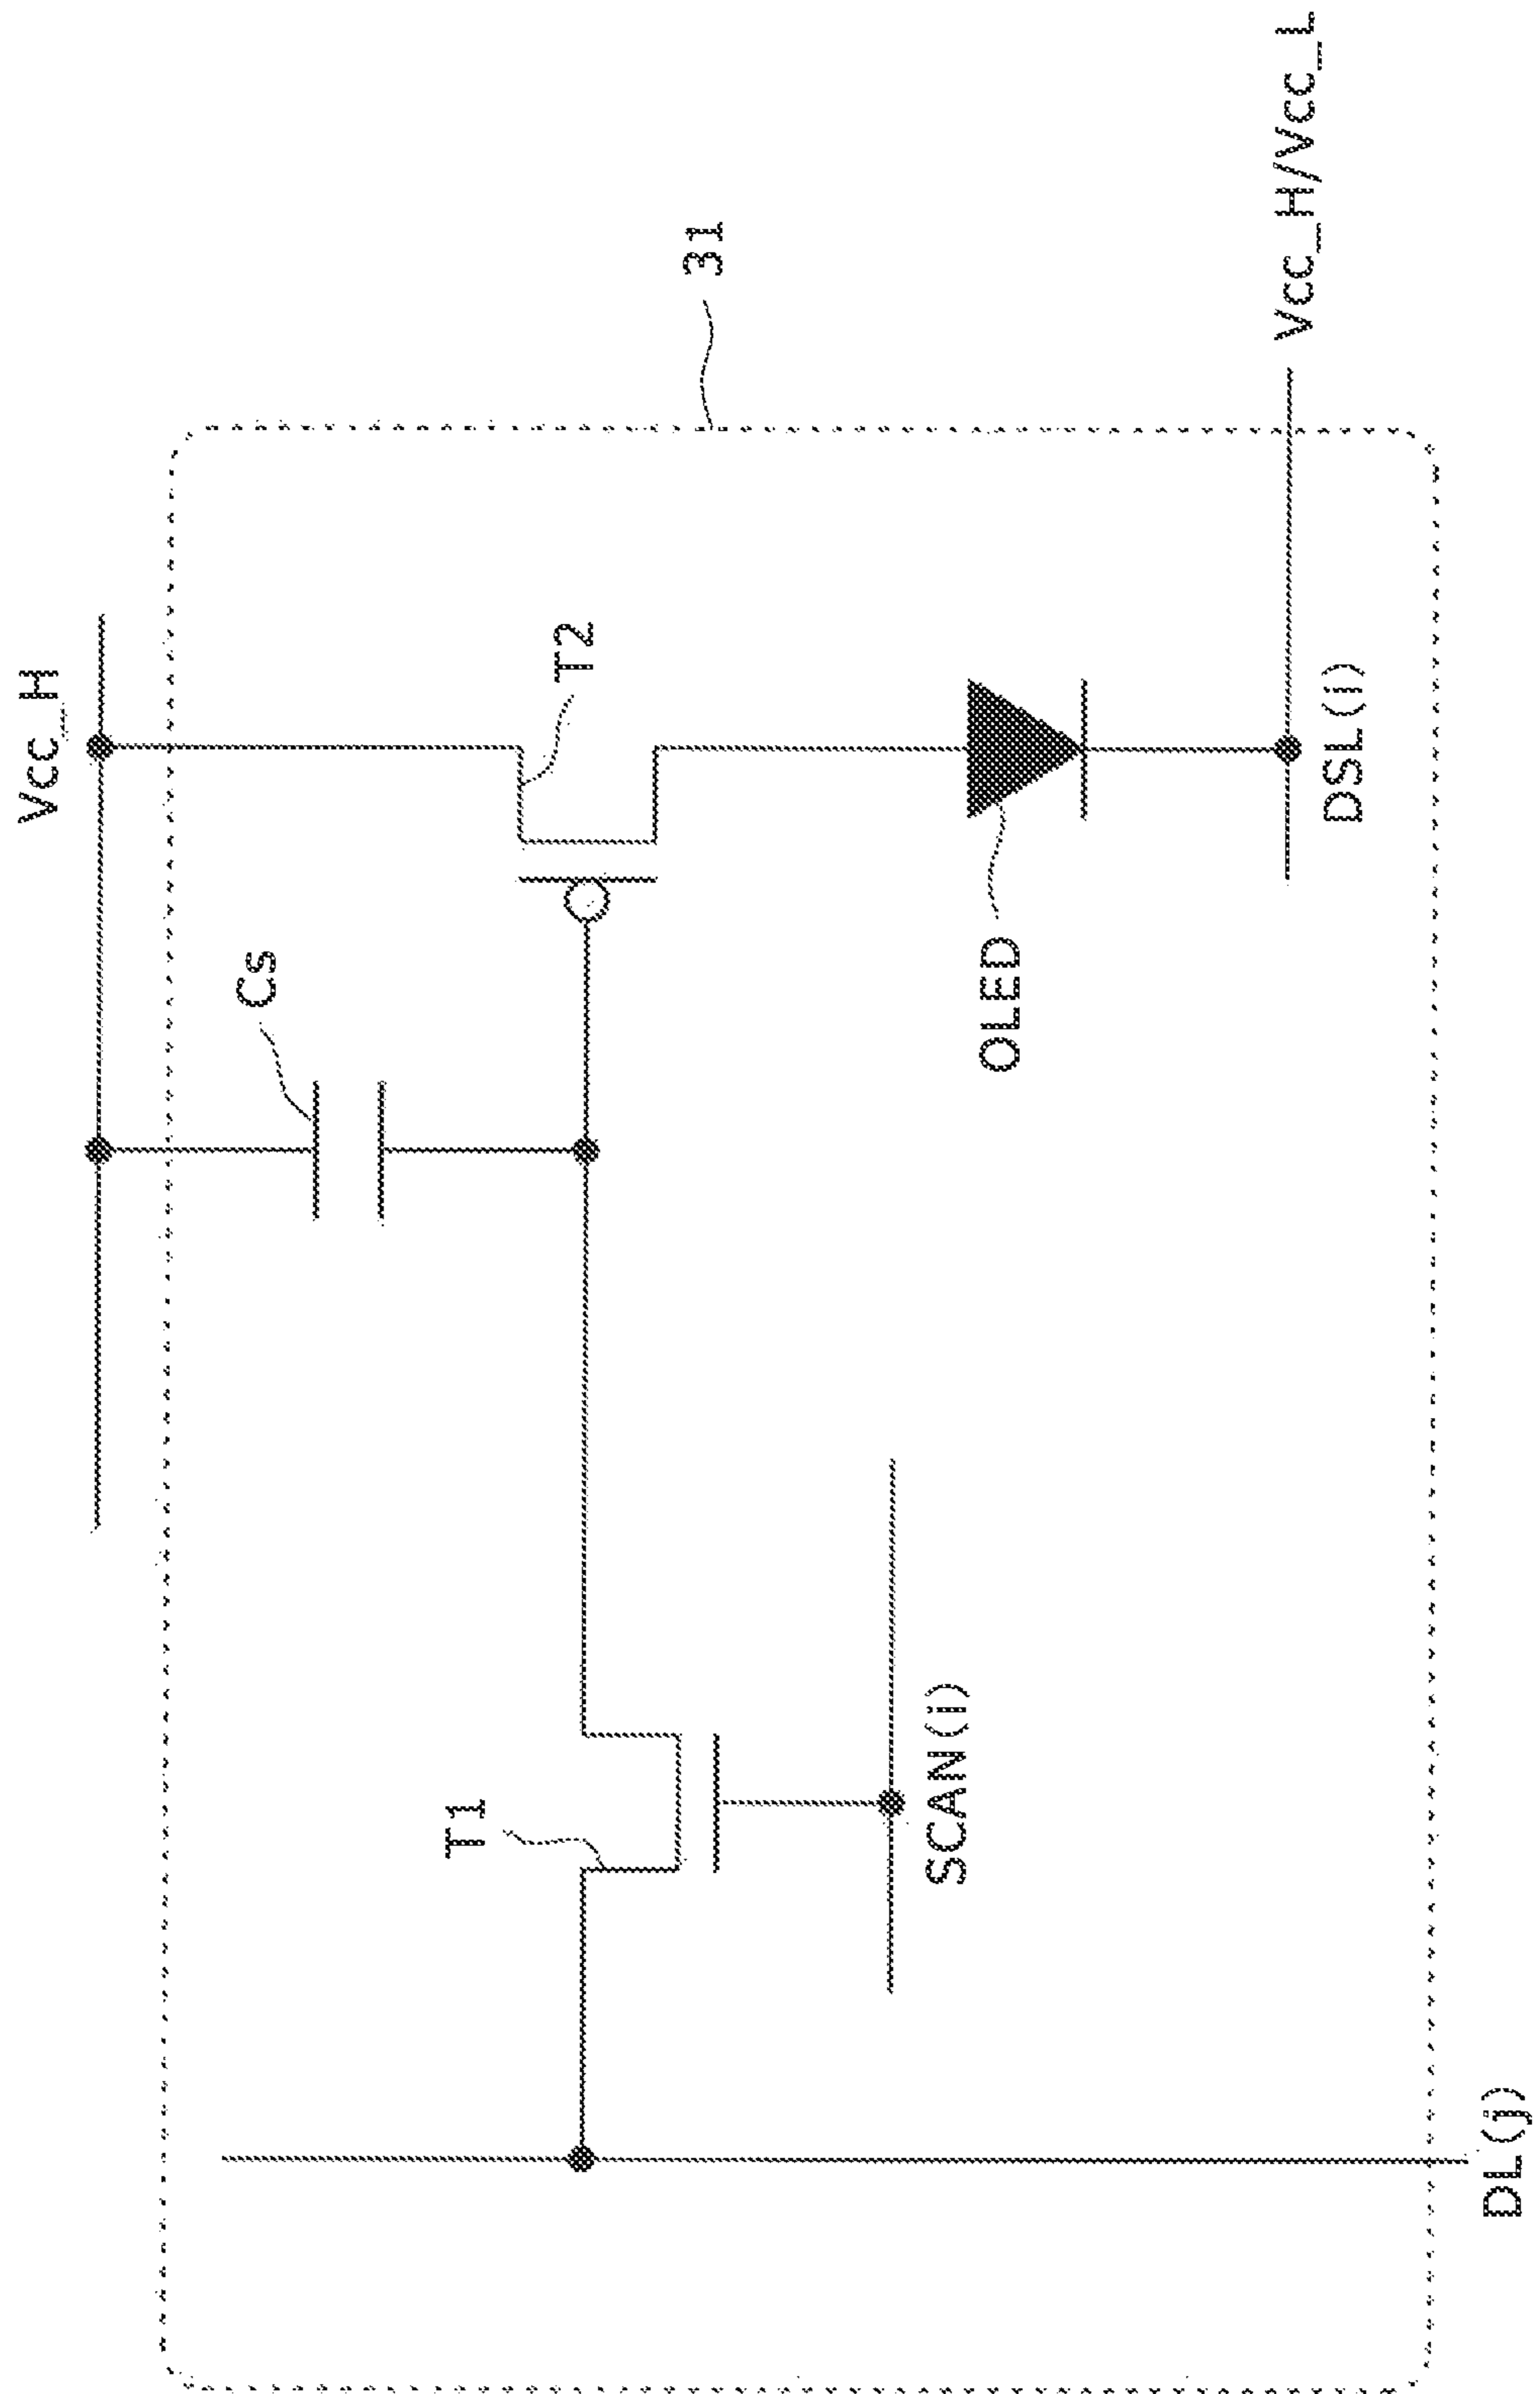 Vcc_H
31
Cs
T2
T1
OLED
SCAN(i)
Vcc_H/Vcc_L
DSL(i)
DL(j)